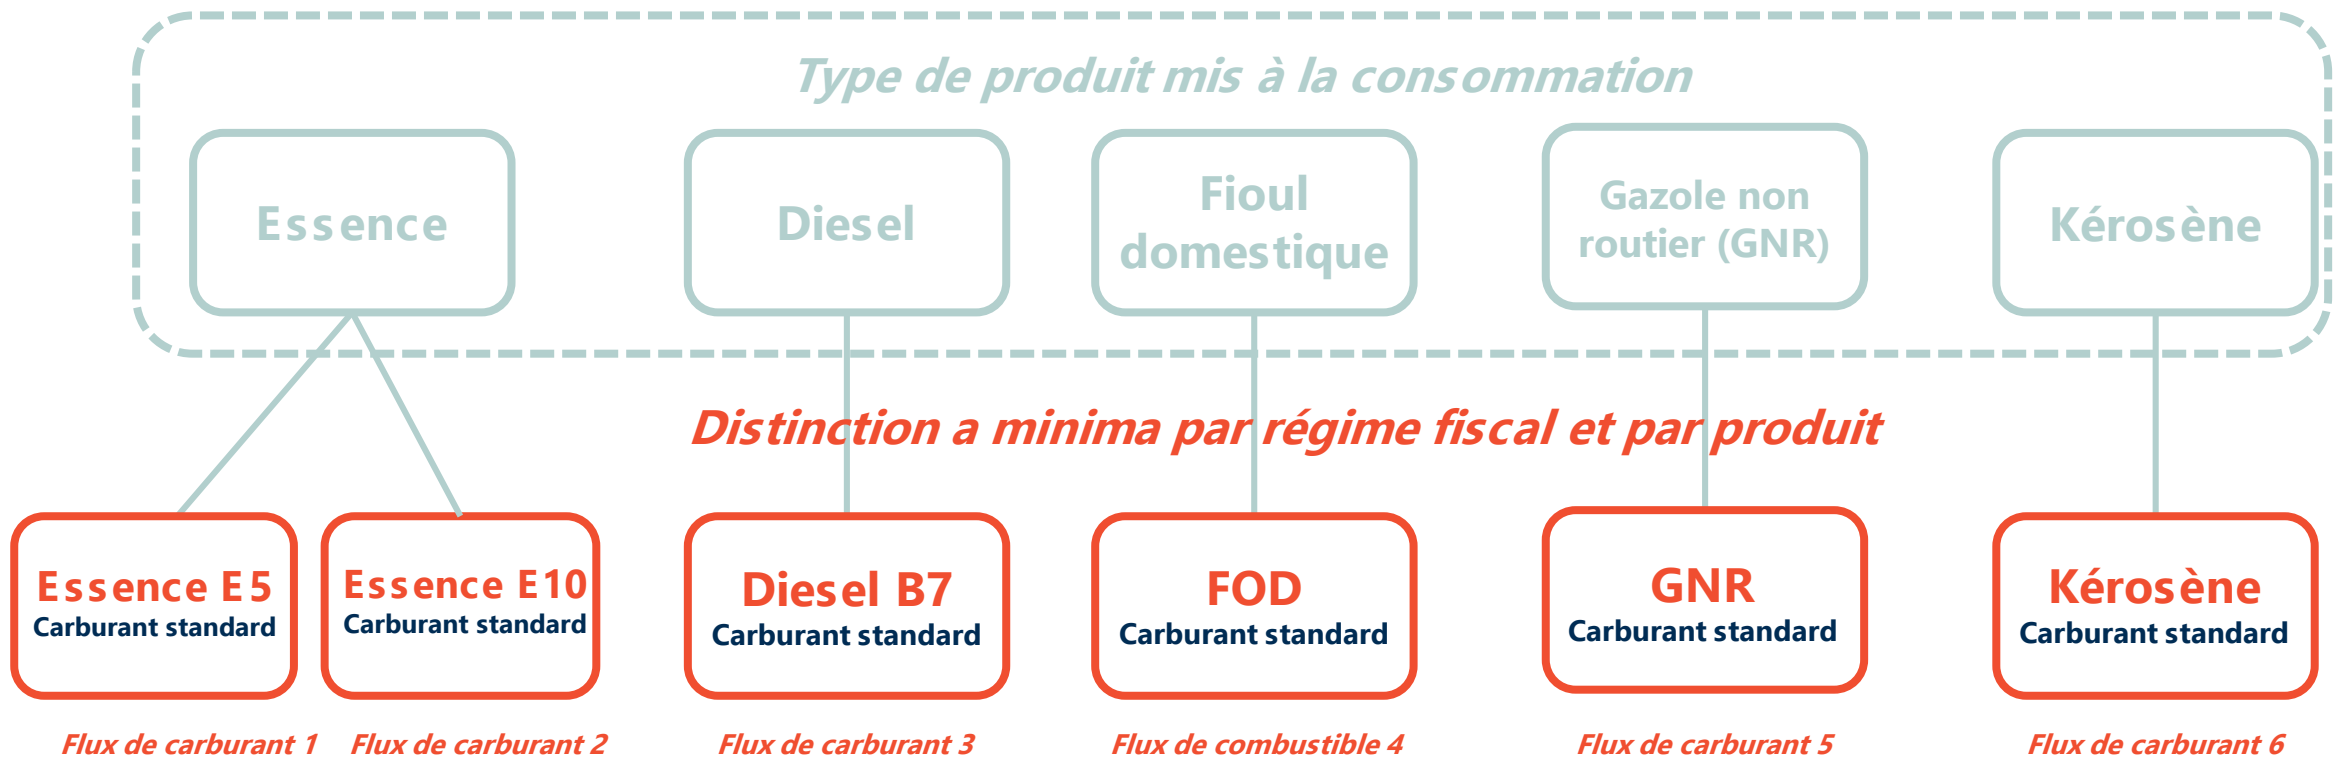 Type de produit mis à la consommation
Essence
Diesel
Fioul
domestique
Gazole non
routier (GNR)
Kérosène
Distinction a minima par régime fiscal et par produit
Essence E5
Carburant standard
Essence E10
Carburant standard
Diesel B7
Carburant standard
FOD
Carburant standard
GNR
Carburant standard
Kérosène
Carburant standard
Flux de carburant 1
Flux de carburant 2
Flux de carburant 3
Flux de combustible 4
Flux de carburant 5
Flux de carburant 6